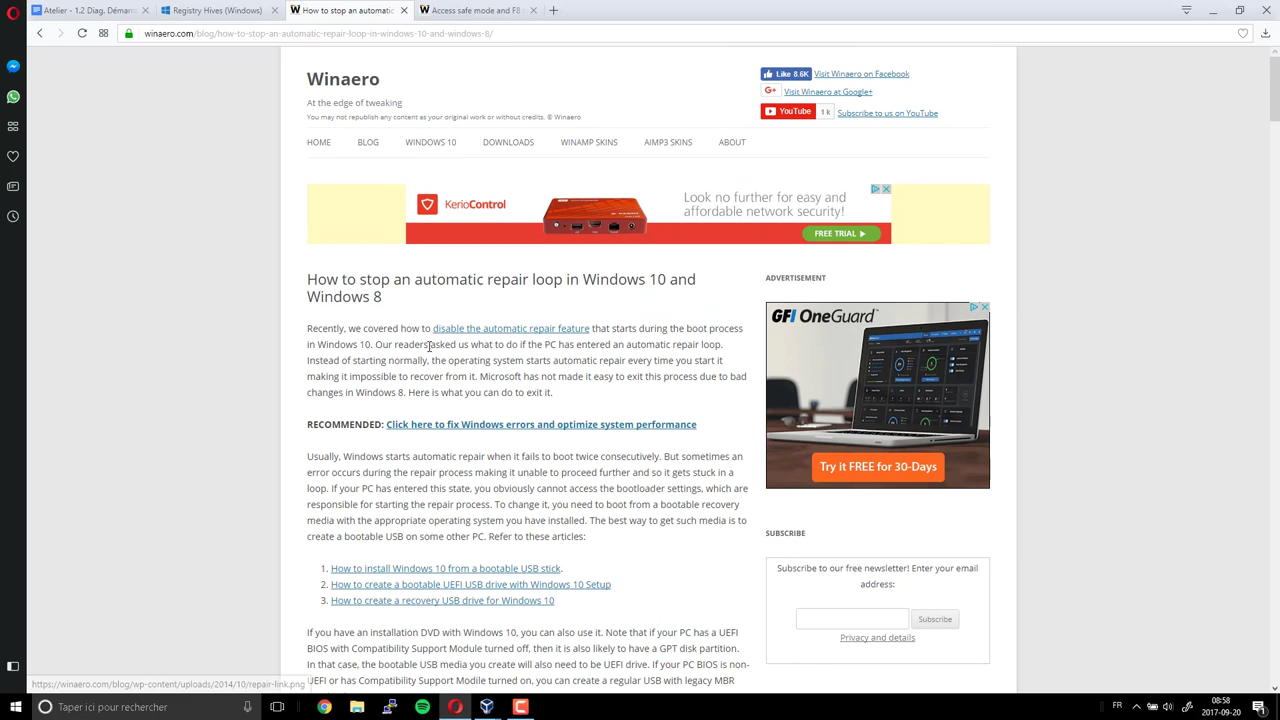 Atelier - 1.2 Diag. Démarr
Registry Hives (Windows)
How to stop an automatic
Access safe mode and F8
winaero.com/blog/how-to-stop-an-automatic-repair-loop-in-windows-10-and-windows-8/
Winaero
At the edge of tweaking
You may not republish any content as your original work or without credits. © Winaero
Like 8.6K Visit Winaero on Facebook
G+ Visit Winaero at Google+
YouTube 1k Subscribe to us on YouTube
HOME BLOG WINDOWS 10 DOWNLOADS WINAMP SKINS AIMP3 SKINS ABOUT
KerioControl
Look no further for easy and
affordable network security!
FREE TRIAL
How to stop an automatic repair loop in Windows 10 and
Windows 8
Recently, we covered how to disable the automatic repair feature that starts during the boot process
in Windows 10. Our readers asked us what to do if the PC has entered an automatic repair loop.
Instead of starting normally, the operating system starts automatic repair every time you start it
making it impossible to recover from it. Microsoft has not made it easy to exit this process due to bad
changes in Windows 8. Here is what you can do to exit it.
RECOMMENDED: Click here to fix Windows errors and optimize system performance
Usually, Windows starts automatic repair when it fails to boot twice consecutively. But sometimes an
error occurs during the repair process making it unable to proceed further and so it gets stuck in a
loop. If your PC has entered this state, you obviously cannot access the bootloader settings, which are
responsible for starting the repair process. To change it, you need to boot from a bootable recovery
media with the appropriate operating system you have installed. The best way to get such media is to
create a bootable USB on some other PC. Refer to these articles:
1. How to install Windows 10 from a bootable USB stick.
2. How to create a bootable UEFI USB drive with Windows 10 Setup
3. How to create a recovery USB drive for Windows 10
If you have an installation DVD with Windows 10, you can also use it. Note that if your PC has a UEFI
BIOS with Compatibility Support Module turned off, then it is also likely to have a GPT disk partition.
In that case, the bootable USB media you create will also need to be UEFI drive. If your PC BIOS is non-
UEFI or has Compatibility Support Modile turned on, you can create a regular USB with legacy MBR
ADVERTISEMENT
GFI OneGuard
Try it FREE for 30-Days
SUBSCRIBE
Subscribe to our free newsletter! Enter your email
address:
Subscribe
Privacy and details
https://winaero.com/blog/wp-content/uploads/2014/10/repair-link.png
Taper ici pour rechercher
FR
08:58
2017-09-20
1